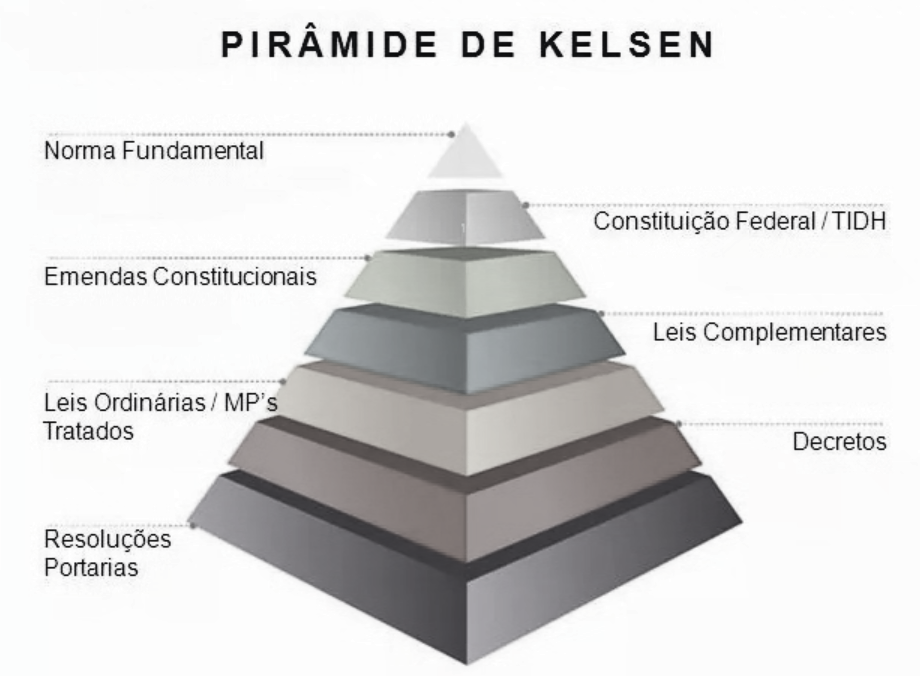 PIRÂMIDE DE KELSEN
Norma Fundamental
Constituição Federal / TIDH
Emendas Constitucionais
Leis Complementares
Leis Ordinárias / MP's
Tratados
Decretos
Resoluções
Portarias